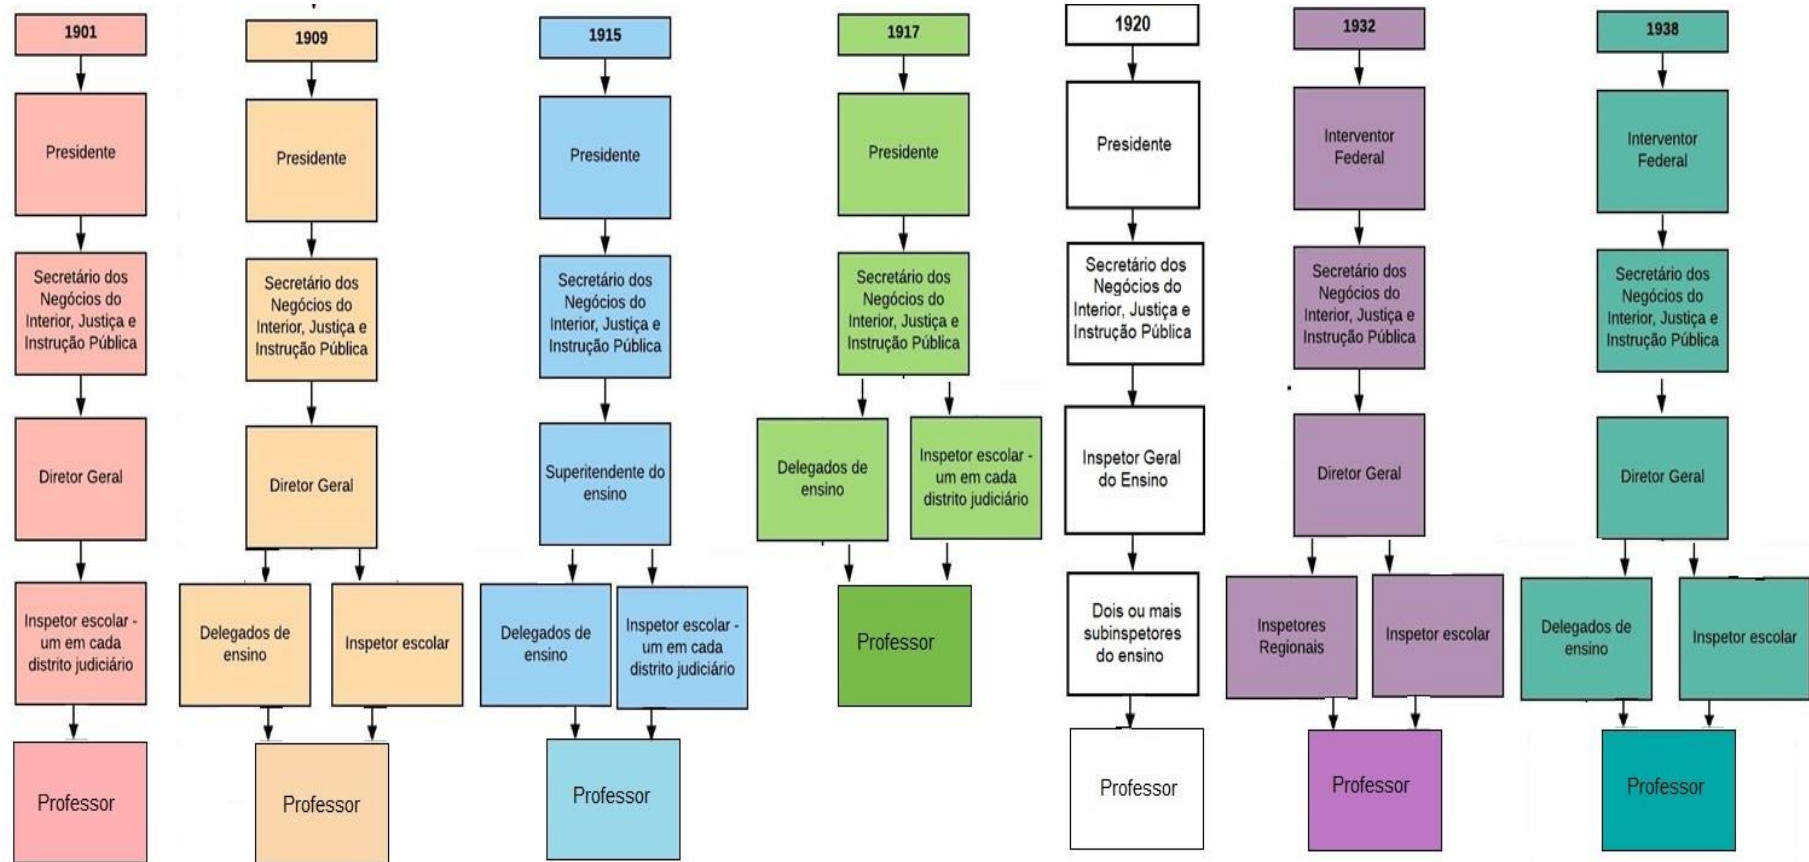 1901
Presidente
Secretário dos
Negócios do
Interior, Justiça e
Instrução Pública
Diretor Geral
Inspetor escolar -
um em cada
distrito judiciário
Professor
1909
Presidente
Secretário dos
Negócios do
Interior, Justiça e
Instrução Pública
Diretor Geral
Delegados de
ensino
Inspetor escolar
Professor
1915
Presidente
Secretário dos
Negócios do
Interior, Justiça e
Instrução Pública
Superitendente do
ensino
Delegados de
ensino
Inspetor escolar -
um em cada
distrito judiciário
Professor
1917
Presidente
Secretário dos
Negócios do
Interior, Justiça e
Instrução Pública
Delegados de
ensino
Inspetor escolar -
um em cada
distrito judiciário
Professor
1920
Presidente
Secretário dos
Negócios do
Interior, Justiça e
Instrução Pública
Inspetor Geral
do Ensino
Dois ou mais
subinspetores
do ensino
Professor
1932
Interventor
Federal
Secretário dos
Negócios do
Interior, Justiça e
Instrução Pública
Diretor Geral
Inspetores
Regionais
Inspetor escolar
Professor
1938
Interventor
Federal
Secretário dos
Negócios do
Interior, Justiça e
Instrução Pública
Diretor Geral
Delegados de
ensino
Inspetor escolar
Professor